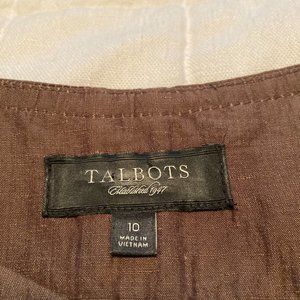 TALBOTS
Established 1947
10
MADE IN
VIETNAM